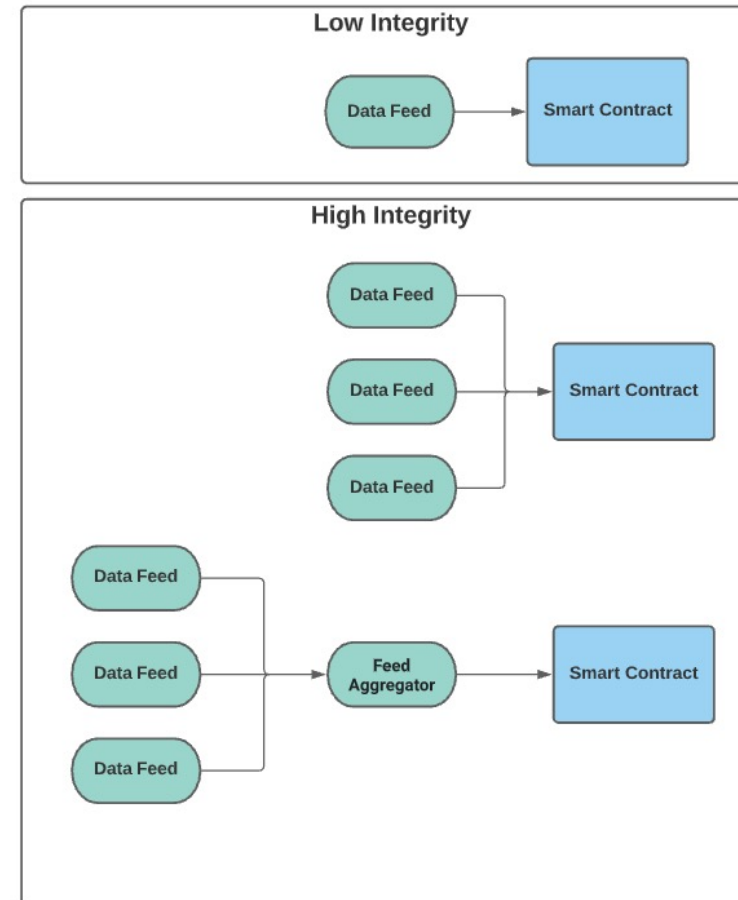 Low Integrity
Data Feed
Smart Contract
High Integrity
Data Feed
Data Feed
Smart Contract
Data Feed
Data Feed
Data Feed
Feed
Aggregator
Smart Contract
Data Feed